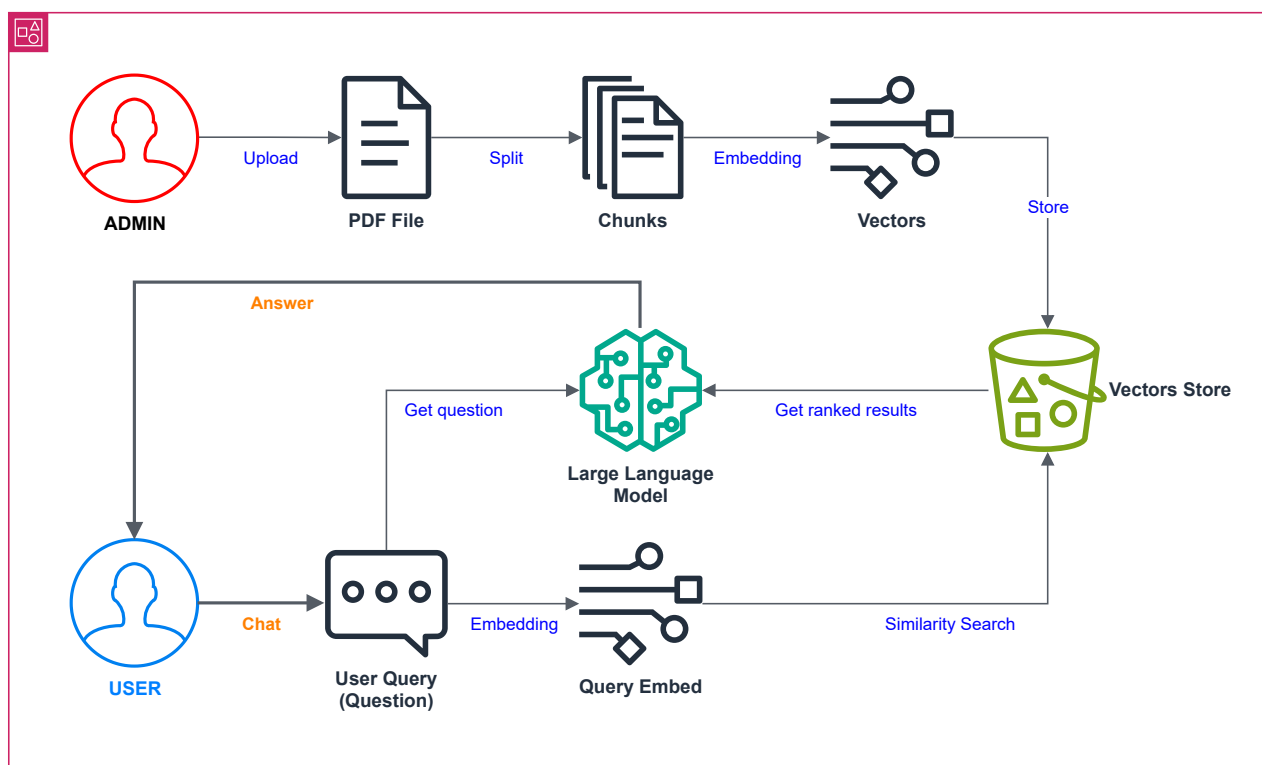 Upload
Split
Embedding
ADMIN
PDF File
Chunks
Vectors
Store
Answer
Get question
Get ranked results
Vectors Store
Large Language
Model
Chat
Embedding
Similarity Search
USER
User Query
(Question)
Query Embed